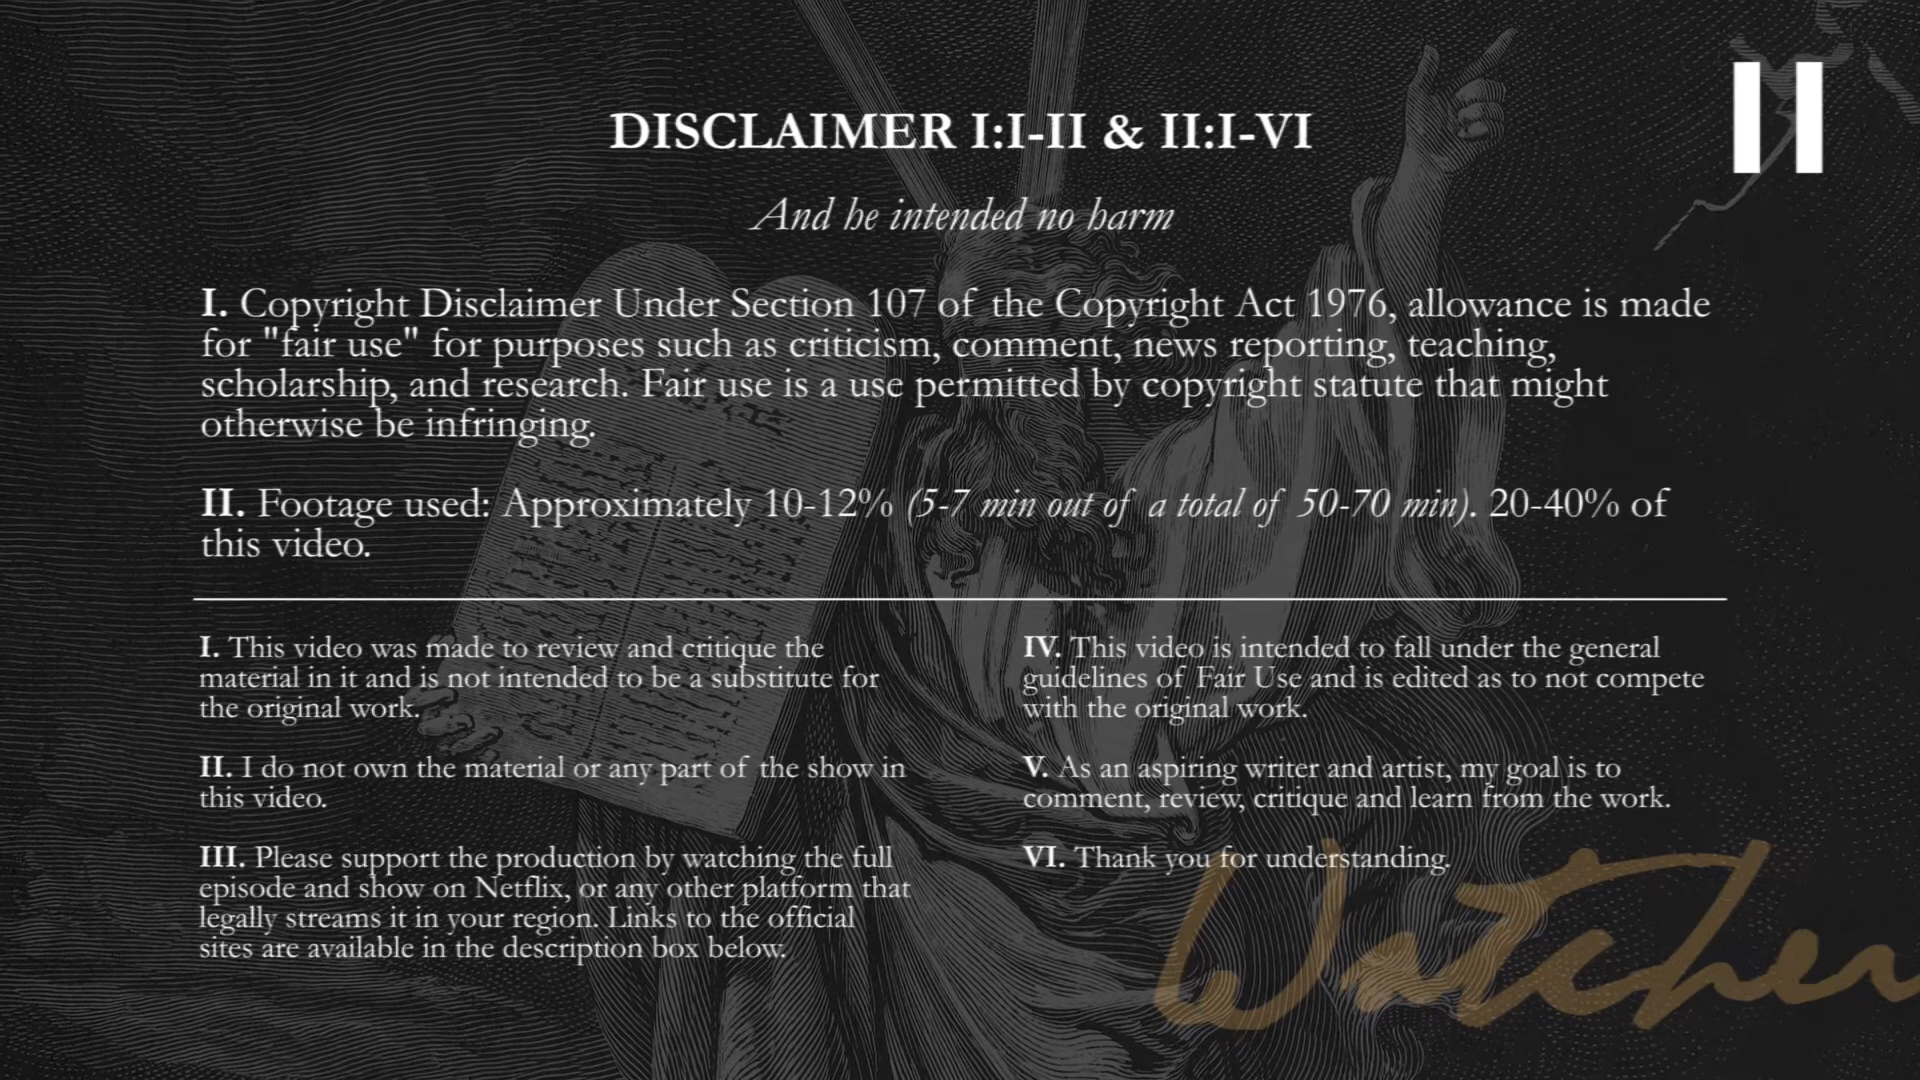 DISCLAIMER I:I-II & II:I-VI
And he intended no harm
I. Copyright Disclaimer Under Section 107 of the Copyright Act 1976, allowance is made
for "fair use" for purposes such as criticism, comment, news reporting, teaching,
scholarship, and research. Fair use is a use permitted by copyright statute that might
otherwise be infringing.
II. Footage used: Approximately 10-12% (5-7 min out of a total of 50-70 min). 20-40% of
this video.
I. This video was made to review and critique the
material in it and is not intended to be a substitute for
the original work.
II. I do not own the material or any part of the show in
this video.
III. Please support the production by watching the full
episode and show on Netflix, or any other platform that
legally streams it in your region. Links to the official
sites are available in the description box below.
IV. This video is intended to fall under the general
guidelines of Fair Use and is edited as to not compete
with the original work.
V. As an aspiring writer and artist, my goal is to
comment, review, critique and learn from the work.
VI. Thank you for understanding.
Watcher